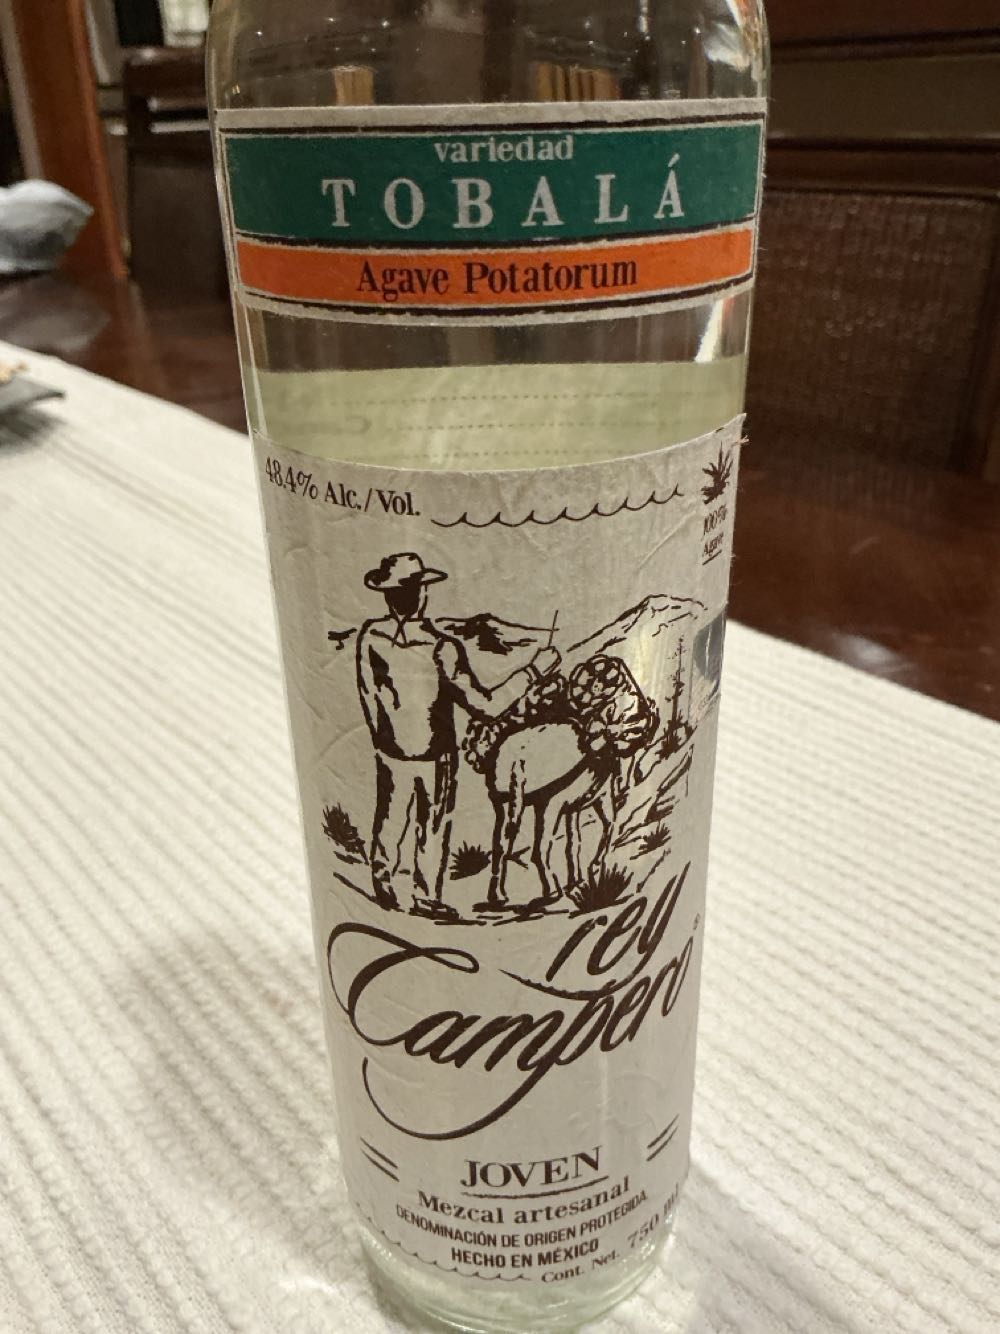 variedad
TOBALÁ
Agave Potatorum
48.4% Alc./Vol.
100%
Agave
rey
Campero®
JOVEN
Mezcal artesanal
DENOMINACIÓN DE ORIGEN PROTEGIDA
HECHO EN MÉXICO
Cont. Net. 750 ml